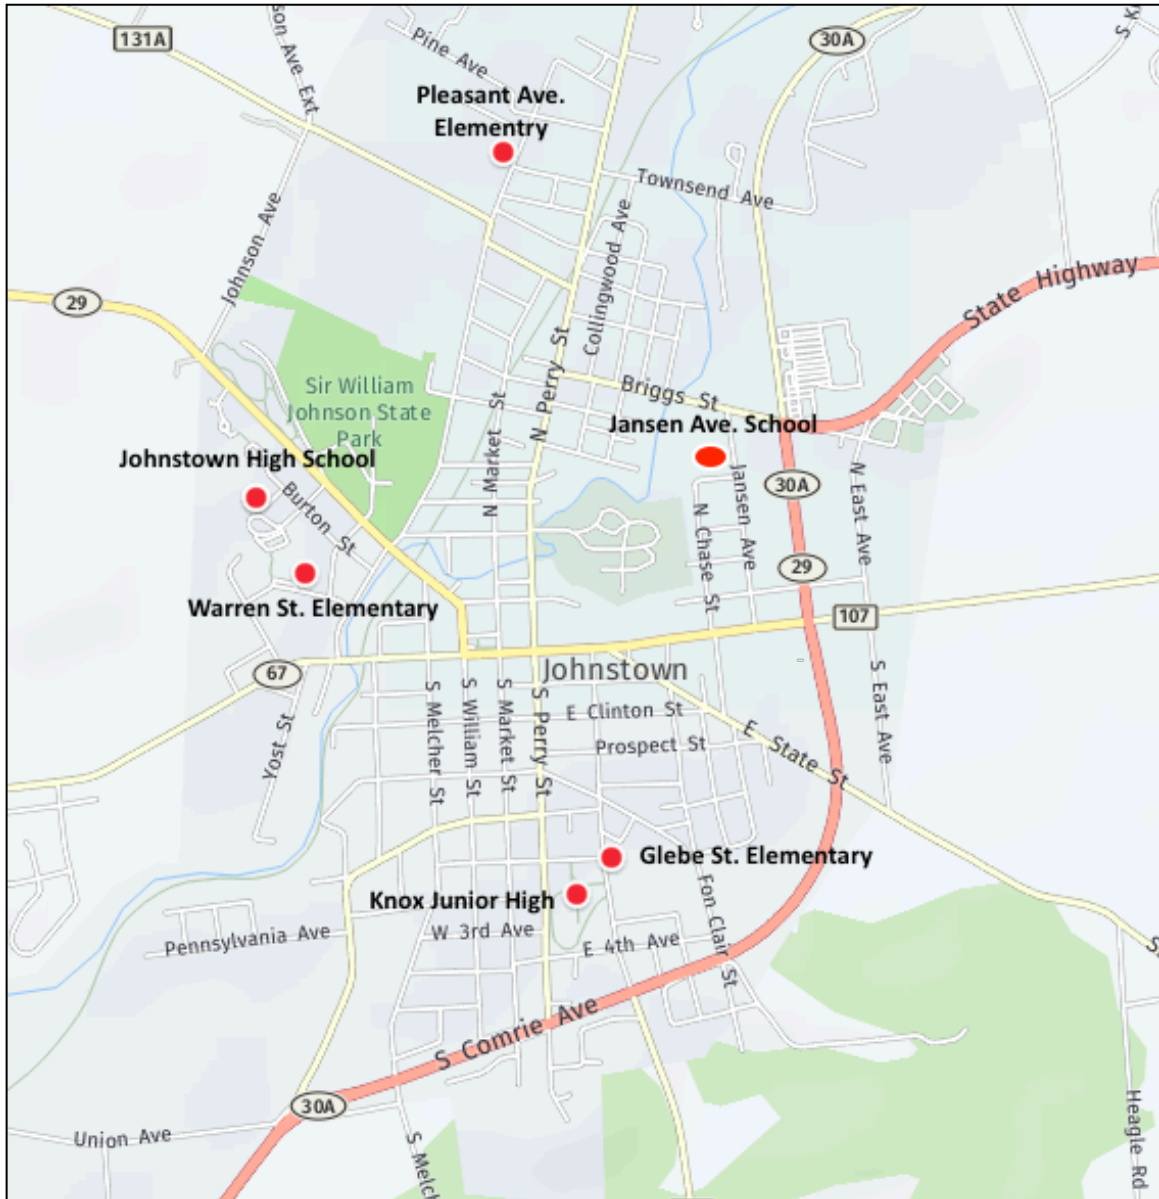 131A
son Ave Ext
Pine Ave
30A
S K
Pleasant Ave.
Elementry
Townsend Ave
Johnson Ave
Collingwood Ave
State Highway
29
N Perry St
Sir William
Johnson State
Park
Briggs St
N Market St
Jansen Ave. School
Johnstown High School
Burton St
Jansen Ave
30A
N East Ave
N Chase St
29
Warren St. Elementary
107
67
Johnstown
S Melcher St
S William St
S Market St
S Perry St
E Clinton St
S East Ave
Yost St
Prospect St
E State St
Glebe St. Elementary
Knox Junior High
Fon Clair St
W 3rd Ave
Pennsylvania Ave
E 4th Ave
S Comrie Ave
30A
Union Ave
S Melch
Heagle Rd